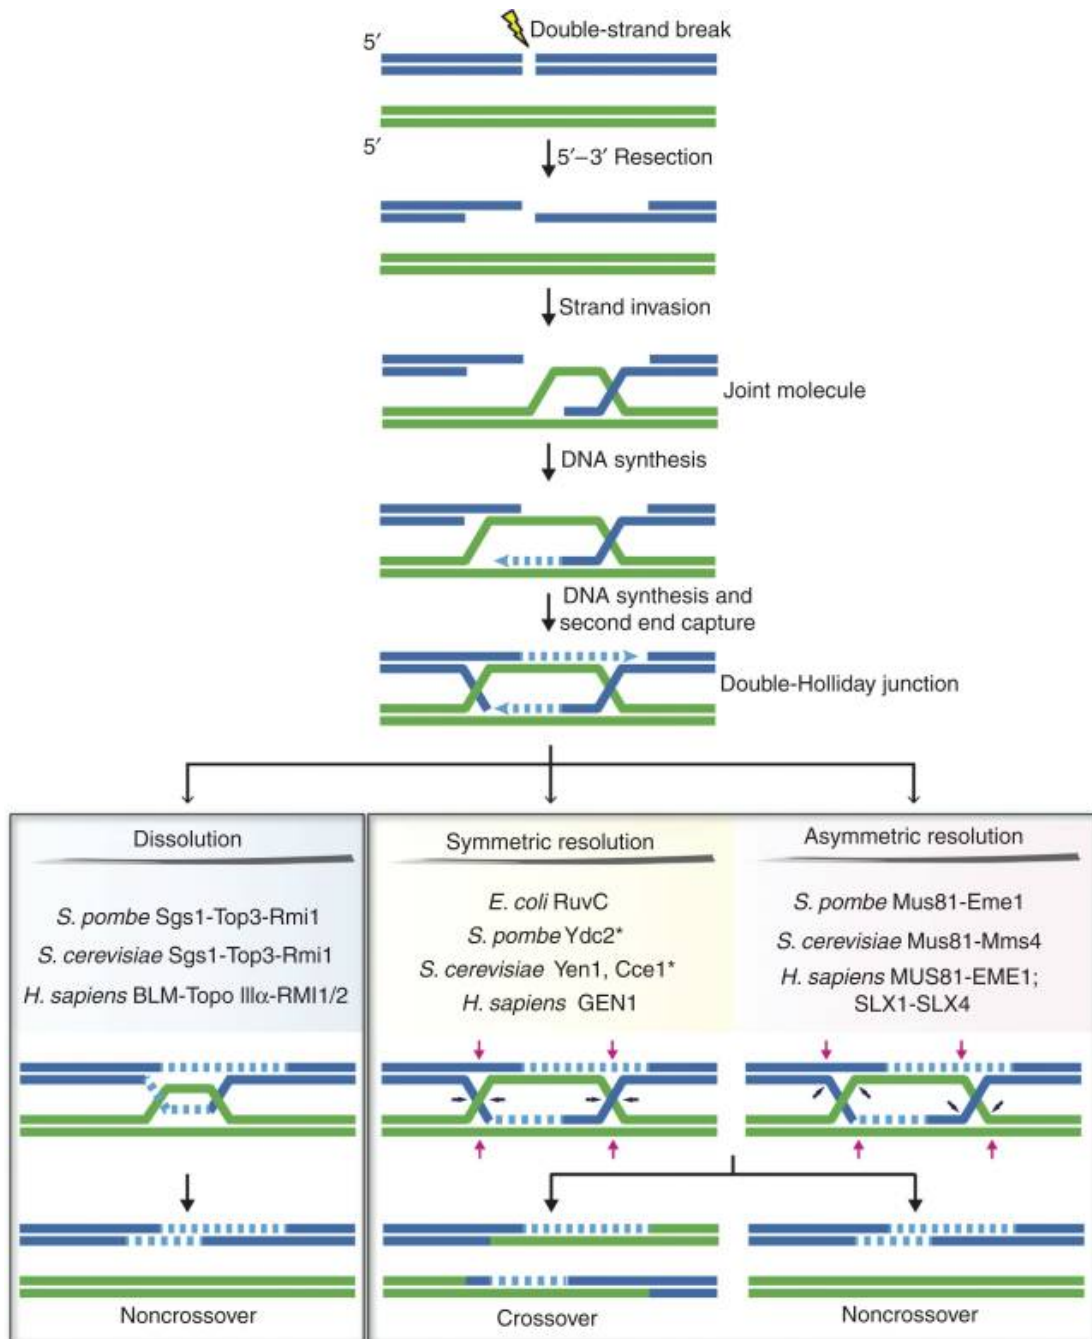 Double-strand break
5′
5′
5′–3′ Resection
Strand invasion
Joint molecule
DNA synthesis
DNA synthesis and
second end capture
Double-Holliday junction
Dissolution
S. pombe Sgs1-Top3-Rmi1
S. cerevisiae Sgs1-Top3-Rmi1
H. sapiens BLM-Topo IIIα-RMI1/2
Noncrossover
Symmetric resolution
E. coli RuvC
S. pombe Ydc2*
S. cerevisiae Yen1, Cce1*
H. sapiens GEN1
Crossover
Asymmetric resolution
S. pombe Mus81-Eme1
S. cerevisiae Mus81-Mms4
H. sapiens MUS81-EME1;
SLX1-SLX4
Noncrossover